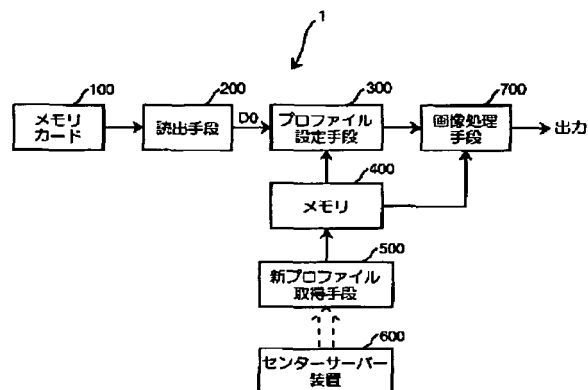 1
100
200
300
700
メモリ
カード
読出手段
D0
プロファイル
設定手段
画像処理
手段
出力
400
メモリ
500
新プロファイル
取得手段
600
センターサーバー
装置